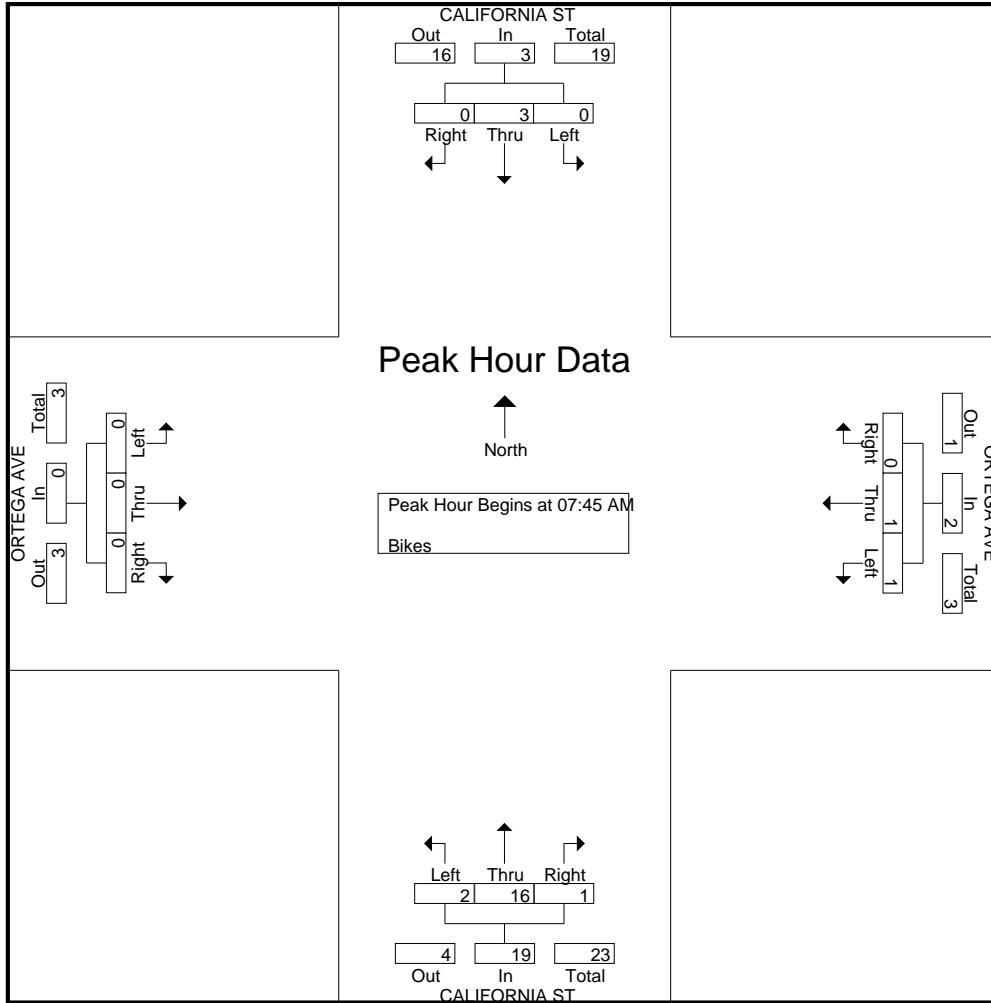 CALIFORNIA ST
Out In Total
16 3 19
0 3 0
Right Thru Left
Peak Hour Data
North
Peak Hour Begins at 07:45 AM
Bikes
ORTEGA AVE
Total In Out
3 0 3
0 0 0
Left Thru Right
ORTEGA AVE
Out In Total
1 2 3
0 1 1
Right Thru Left
Left Thru Right
2 16 1
4 19 23
Out In Total
CALIFORNIA ST